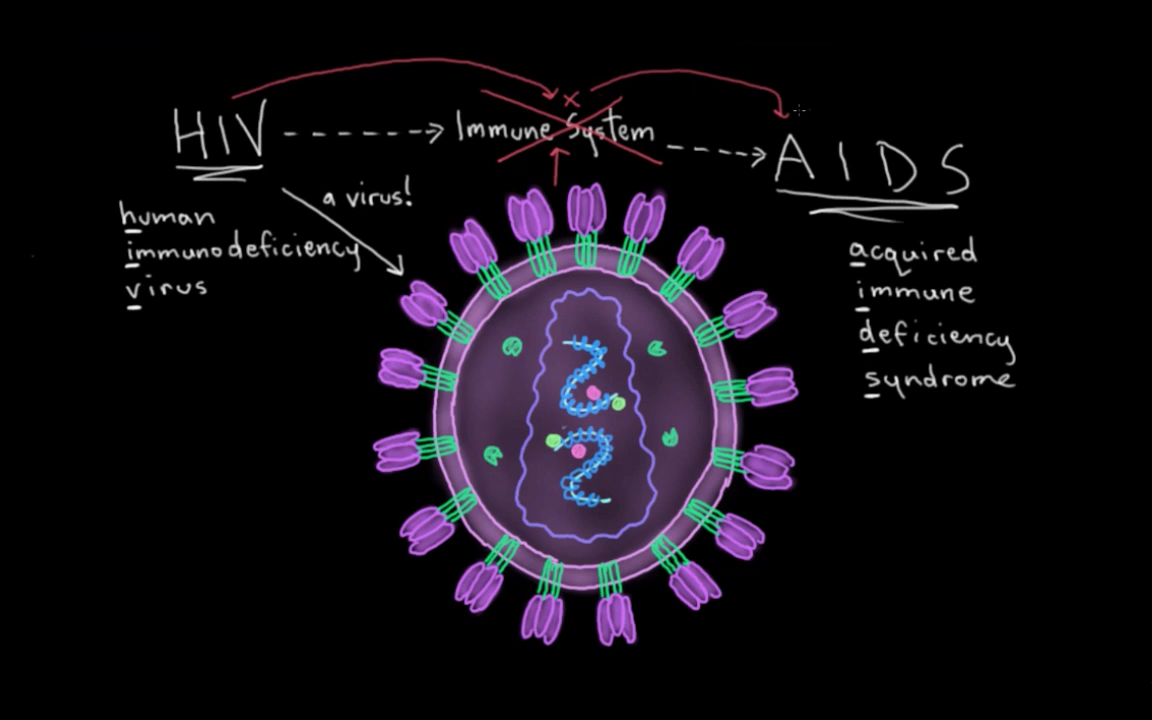 HIV
Immune System
AIDS
a virus!
human
immunodeficiency
virus
acquired
immune
deficiency
syndrome